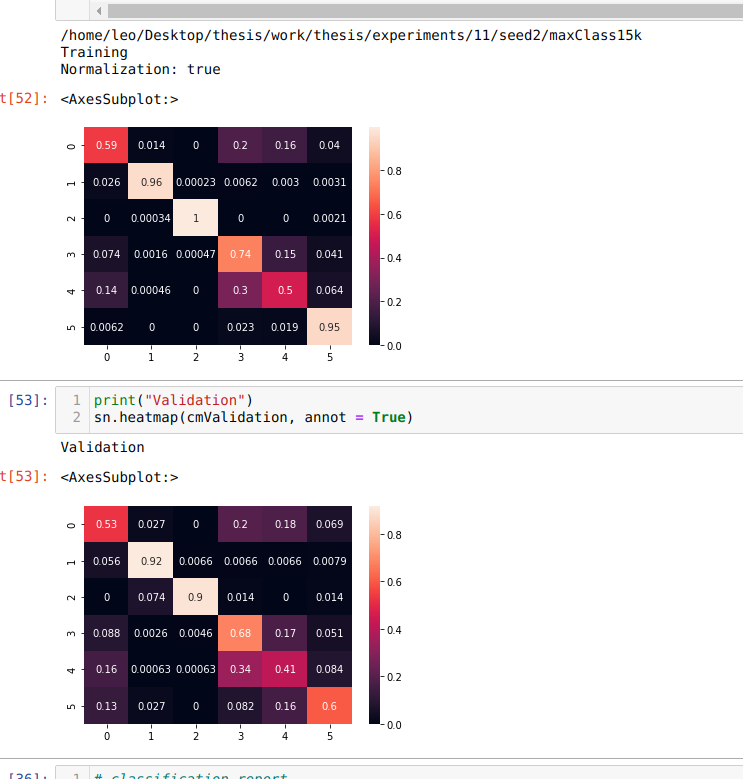 /home/leo/Desktop/thesis/work/thesis/experiments/11/seed2/maxClass15k
Training
Normalization: true
t[52]: <AxesSubplot:>
0 0.59 0.014 0 0.2 0.16 0.04
1 0.026 0.96 0.00023 0.0062 0.003 0.0031
2 0 0.00034 1 0 0 0.0021
3 0.074 0.0016 0.00047 0.74 0.15 0.041
4 0.14 0.00046 0 0.3 0.5 0.064
5 0.0062 0 0 0.023 0.019 0.95
0 1 2 3 4 5
0.8
0.6
0.4
0.2
0.0
[53]: 1 print("Validation")
2 sn.heatmap(cmValidation, annot = True)
Validation
t[53]: <AxesSubplot:>
0 0.53 0.027 0 0.2 0.18 0.069
1 0.056 0.92 0.0066 0.0066 0.0066 0.0079
2 0 0.074 0.9 0.014 0 0.014
3 0.088 0.0026 0.0046 0.68 0.17 0.051
4 0.16 0.00063 0.00063 0.34 0.41 0.084
5 0.13 0.027 0 0.082 0.16 0.6
0 1 2 3 4 5
0.8
0.6
0.4
0.2
0.0
[36]: 1 # classification report